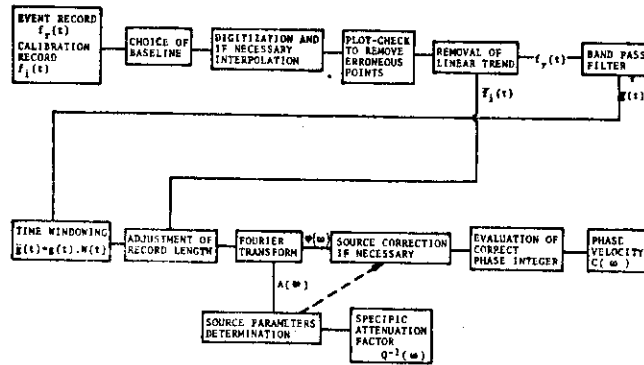 EVENT RECORD
f_r(t)
CALIBRATION
RECORD
f_i(t)
CHOICE OF
BASELINE
DIGITIZATION AND
IF NECESSARY
INTERPOLATION
PLOT-CHECK
TO REMOVE
ERRONEOUS
POINTS
REMOVAL OF
LINEAR TREND
f_r(t)
BAND PASS
FILTER
f̄_i(t)
g(t)
TIME WINDOWING
ḡ(t)=g(t).W(t)
ADJUSTMENT OF
RECORD LENGTH
FOURIER
TRANSFORM
φ(ω)
SOURCE CORRECTION
IF NECESSARY
EVALUATION OF
CORRECT
PHASE INTEGER
PHASE
VELOCITY
C(ω)
A(ω)
SOURCE PARAMETERS
DETERMINATION
SPECIFIC
ATTENUATION
FACTOR
Q⁻¹(ω)